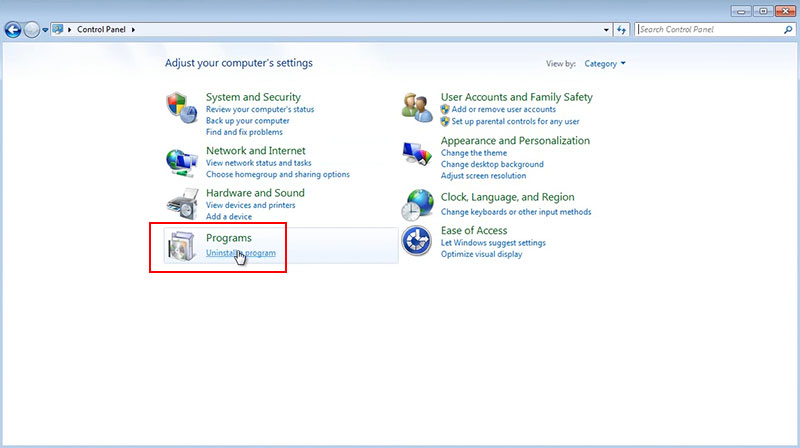 Control Panel
Search Control Panel
Adjust your computer's settings
View by: Category
System and Security
Review your computer's status
Back up your computer
Find and fix problems
Network and Internet
View network status and tasks
Choose homegroup and sharing options
Hardware and Sound
View devices and printers
Add a device
Programs
Uninstall a program
User Accounts and Family Safety
Add or remove user accounts
Set up parental controls for any user
Appearance and Personalization
Change the theme
Change desktop background
Adjust screen resolution
Clock, Language, and Region
Change keyboards or other input methods
Ease of Access
Let Windows suggest settings
Optimize visual display